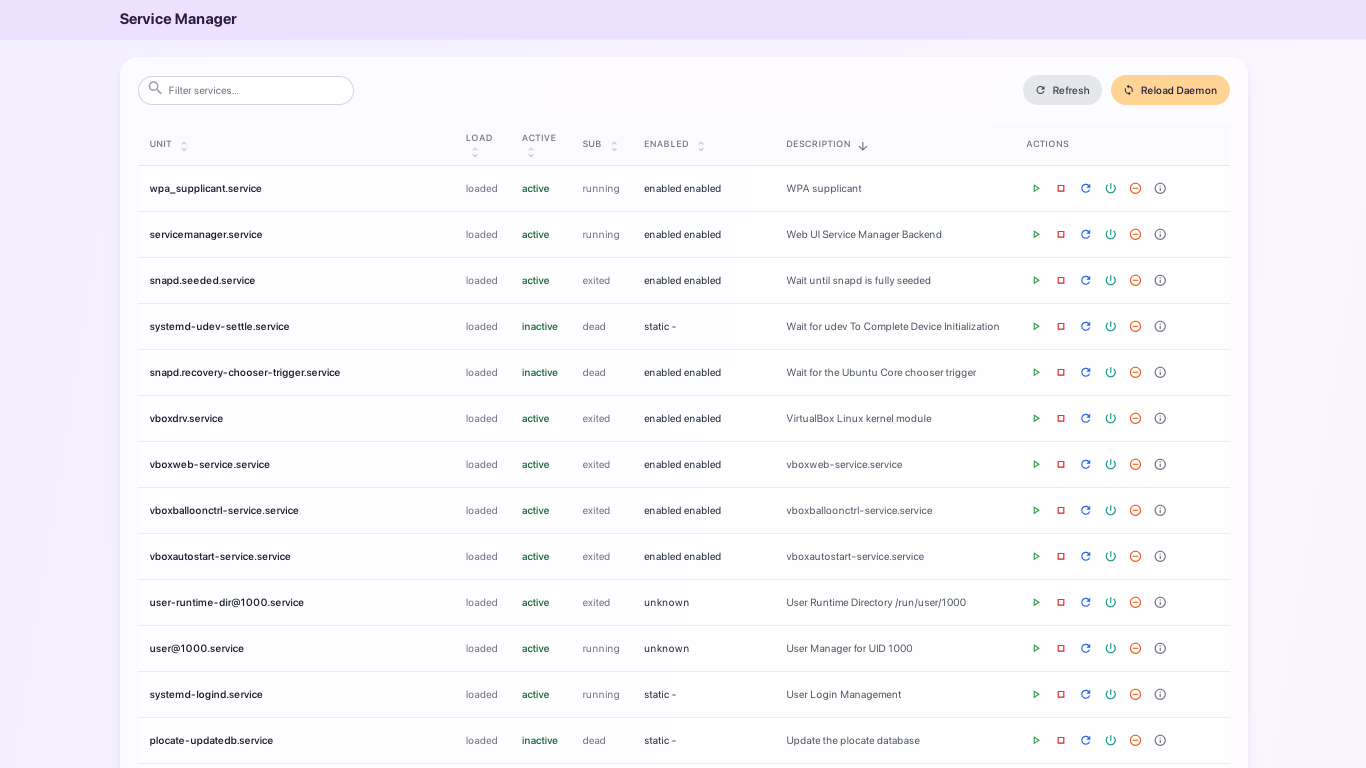 Service Manager
Filter services...
Refresh
Reload Daemon
UNIT LOAD ACTIVE SUB ENABLED DESCRIPTION ACTIONS
wpa_supplicant.service loaded active running enabled enabled WPA supplicant
servicemanager.service loaded active running enabled enabled Web UI Service Manager Backend
snapd.seeded.service loaded active exited enabled enabled Wait until snapd is fully seeded
systemd-udev-settle.service loaded inactive dead static - Wait for udev To Complete Device Initialization
snapd.recovery-chooser-trigger.service loaded inactive dead enabled enabled Wait for the Ubuntu Core chooser trigger
vboxdrv.service loaded active exited enabled enabled VirtualBox Linux kernel module
vboxweb-service.service loaded active exited enabled enabled vboxweb-service.service
vboxballoonctrl-service.service loaded active exited enabled enabled vboxballoonctrl-service.service
vboxautostart-service.service loaded active exited enabled enabled vboxautostart-service.service
user-runtime-dir@1000.service loaded active exited unknown User Runtime Directory /run/user/1000
user@1000.service loaded active running unknown User Manager for UID 1000
systemd-logind.service loaded active running static - User Login Management
plocate-updatedb.service loaded inactive dead static - Update the plocate database